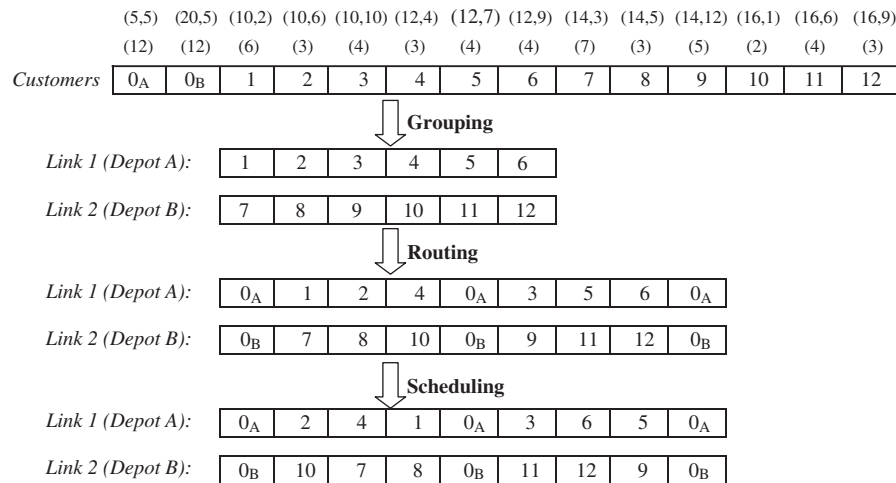 (5,5) (20,5) (10,2) (10,6) (10,10) (12,4) (12,7) (12,9) (14,3) (14,5) (14,12) (16,1) (16,6) (16,9)
(12) (12) (6) (3) (4) (3) (4) (4) (7) (3) (5) (2) (4) (3)
Customers 0A 0B 1 2 3 4 5 6 7 8 9 10 11 12
Grouping
Link 1 (Depot A): 1 2 3 4 5 6
Link 2 (Depot B): 7 8 9 10 11 12
Routing
Link 1 (Depot A): 0A 1 2 4 0A 3 5 6 0A
Link 2 (Depot B): 0B 7 8 10 0B 9 11 12 0B
Scheduling
Link 1 (Depot A): 0A 2 4 1 0A 3 6 5 0A
Link 2 (Depot B): 0B 10 7 8 0B 11 12 9 0B